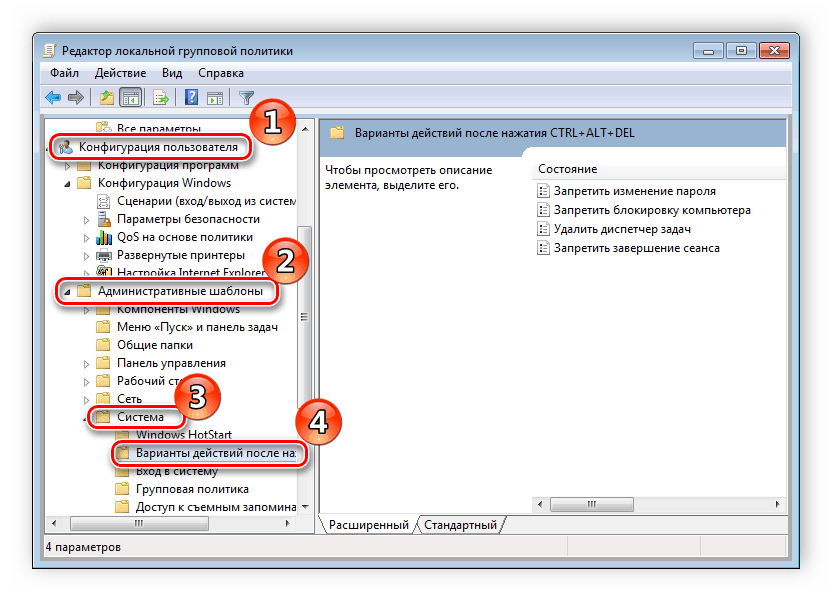 Редактор локальной групповой политики
Файл Действие Вид Справка
Все параметры
1
Конфигурация пользователя
Конфигурация программ
Конфигурация Windows
Сценарии (вход/выход из систем
Параметры безопасности
QoS на основе политики
Развернутые принтеры
2
Настройка Internet Explorer
Административные шаблоны
Компоненты Windows
Меню «Пуск» и панель задач
Общие папки
Панель управления
Рабочий ст
3
Сеть
Система
4
Windows HotStart
Варианты действий после на
Вход в систему
Групповая политика
Доступ к съемным запомина
Варианты действий после нажатия CTRL+ALT+DEL
Чтобы просмотреть описание
элемента, выделите его.
Состояние
Запретить изменение пароля
Запретить блокировку компьютера
Удалить диспетчер задач
Запретить завершение сеанса
Расширенный Стандартный
4 параметров